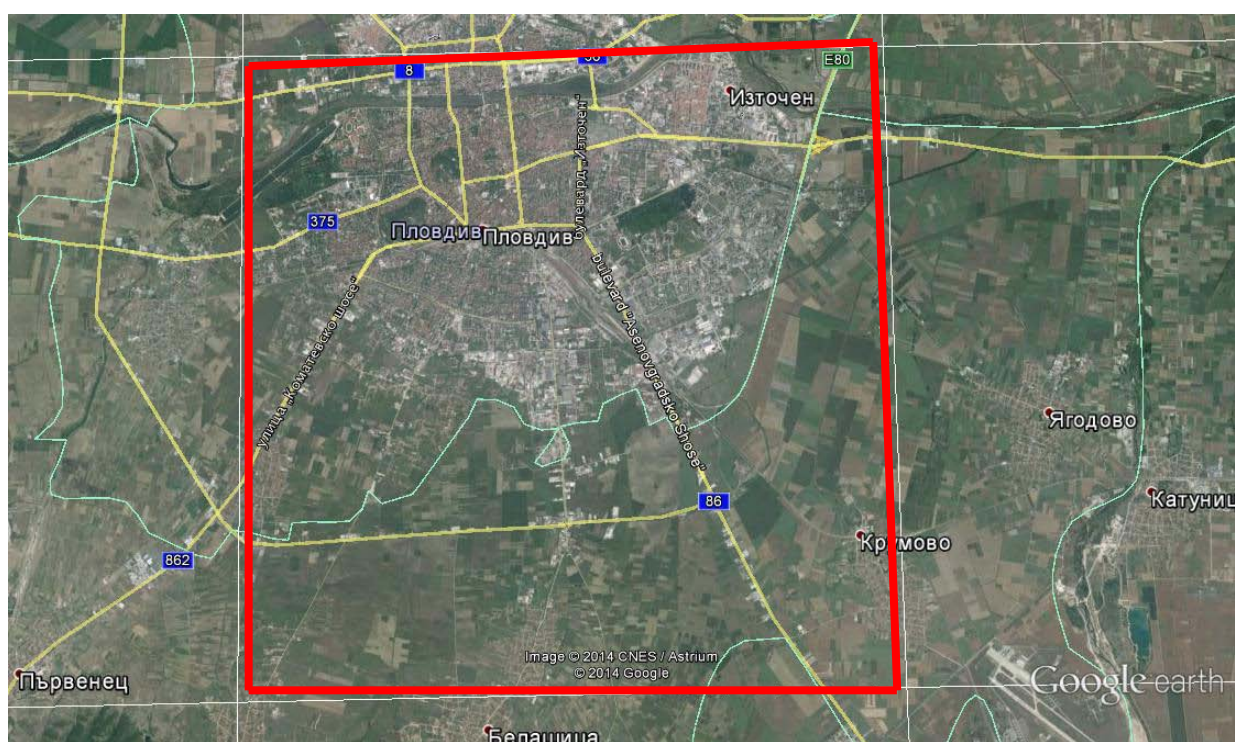 8
E80
Източен
булевард „Източен“
375
Пловдив
Пловдив
улица „Коматевско шосе“
bulevard "Asenovgradsko Shose"
Ягодово
86
Катуниц
Крумово
862
Image © 2014 CNES / Astrium
© 2014 Google
Първенец
Google earth
Белащица